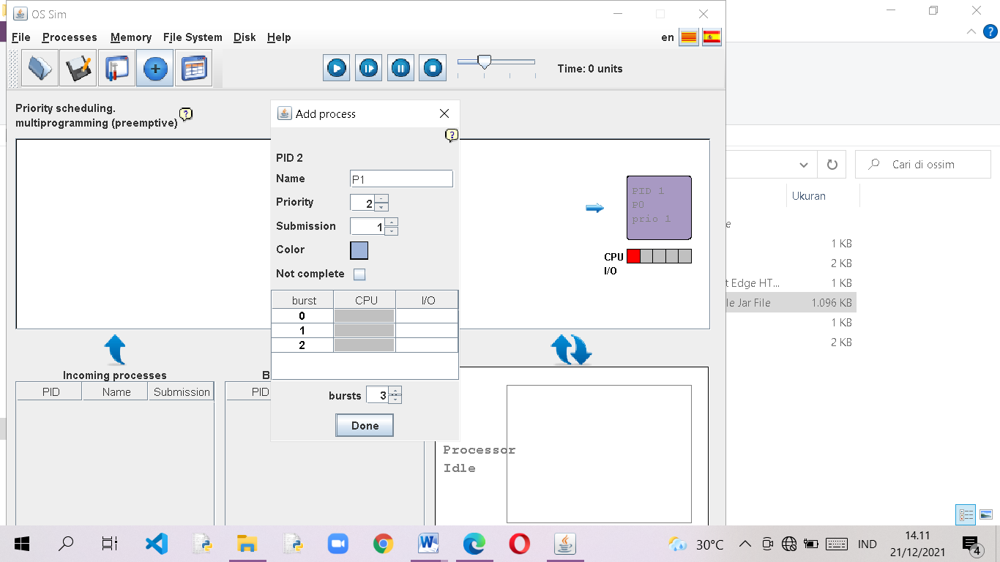 OS Sim
File Processes Memory File System Disk Help
en
Time: 0 units
Priority scheduling.
multiprogramming (preemptive)
Add process
PID 2
Name P1
Priority 2
Submission 1
Color
Not complete
burst CPU I/O
0
1
2
bursts 3
Done
PID 1
P0
prio 1
CPU
I/O
Incoming processes
PID Name Submission
B
PID
Processor
Idle
Cari di ossim
Ukuran
e
1 KB
2 KB
t Edge HT... 1 KB
le Jar File 1.096 KB
1 KB
2 KB
30°C
IND
14.11
21/12/2021
4